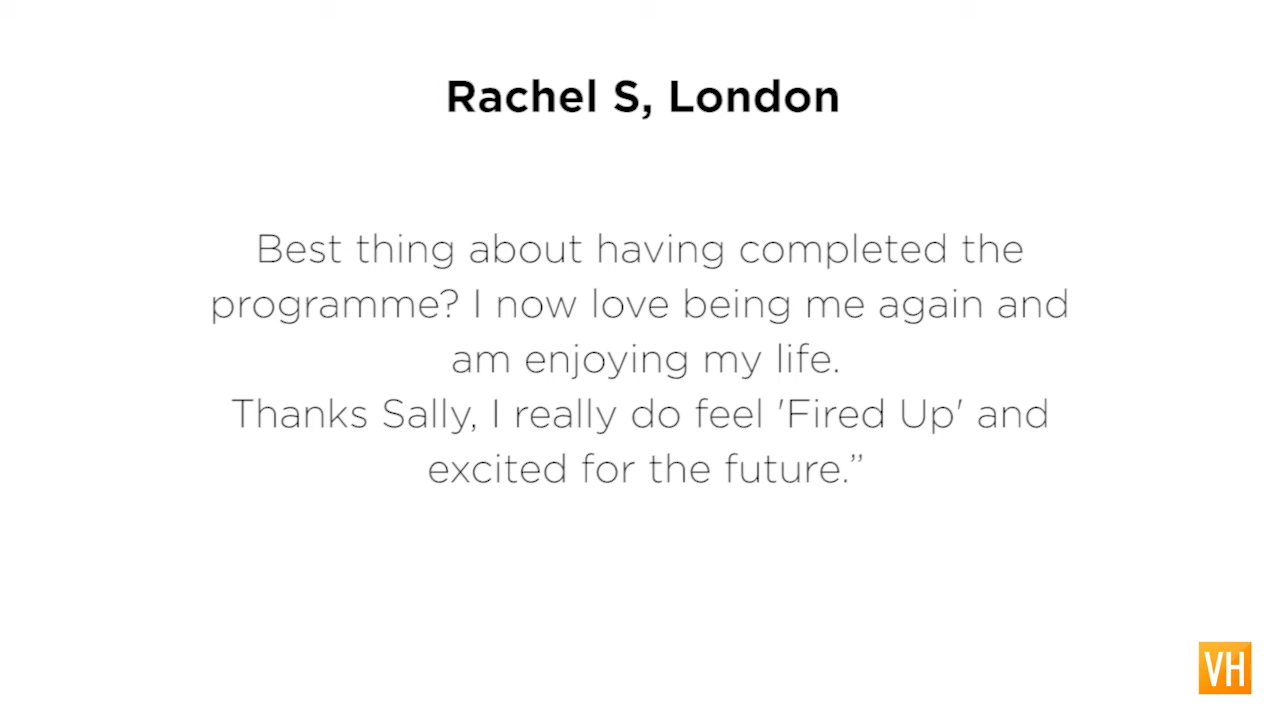 Rachel S, London
Best thing about having completed the
programme? I now love being me again and
am enjoying my life.
Thanks Sally, I really do feel 'Fired Up' and
excited for the future.”
VH